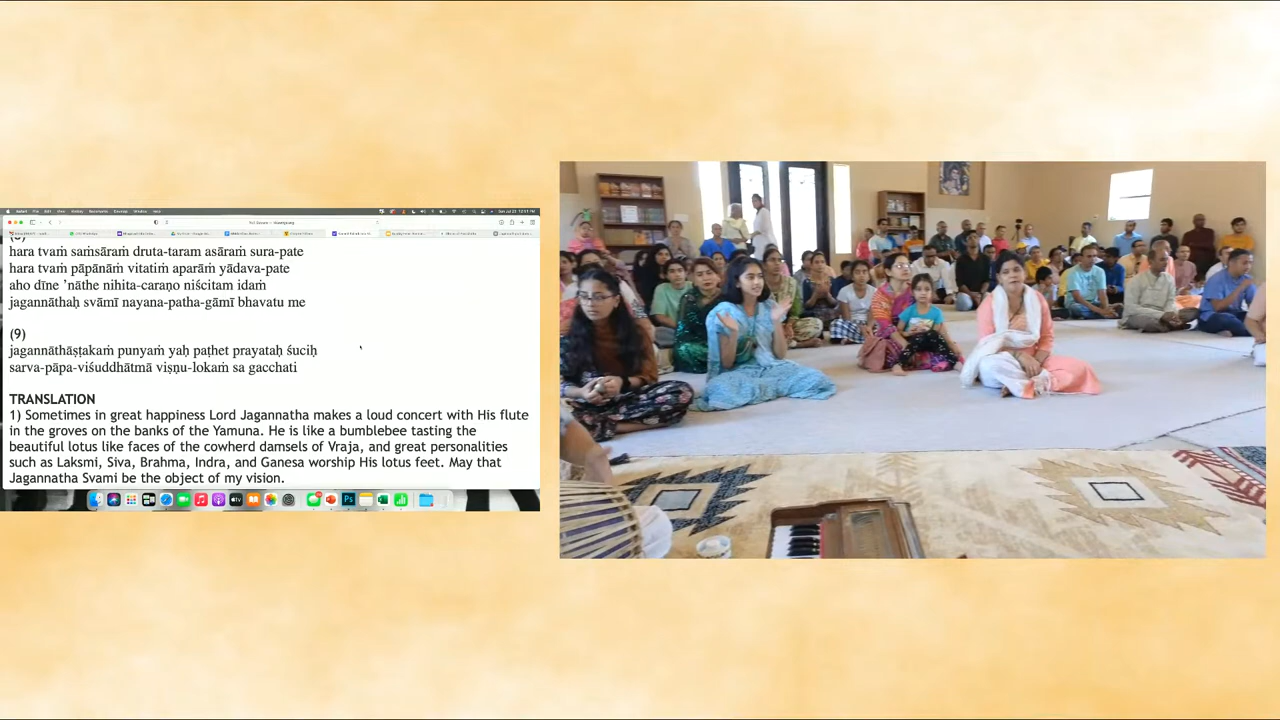 (8)
hara tvaṁ saṁsāraṁ druta-taram asāraṁ sura-pate
hara tvaṁ pāpānāṁ vitatiṁ aparāṁ yādava-pate
aho dīne 'nāthe nihita-caraṇo niścitam idaṁ
jagannāthaḥ svāmī nayana-patha-gāmī bhavatu me
(9)
jagannāthāṣṭakaṁ punyaṁ yaḥ paṭhet prayataḥ śuciḥ
sarva-pāpa-viśuddhātmā viṣṇu-lokaṁ sa gacchati
TRANSLATION
1) Sometimes in great happiness Lord Jagannatha makes a loud concert with His flute
in the groves on the banks of the Yamuna. He is like a bumblebee tasting the
beautiful lotus like faces of the cowherd damsels of Vraja, and great personalities
such as Laksmi, Siva, Brahma, Indra, and Ganesa worship His lotus feet. May that
Jagannatha Svami be the object of my vision.